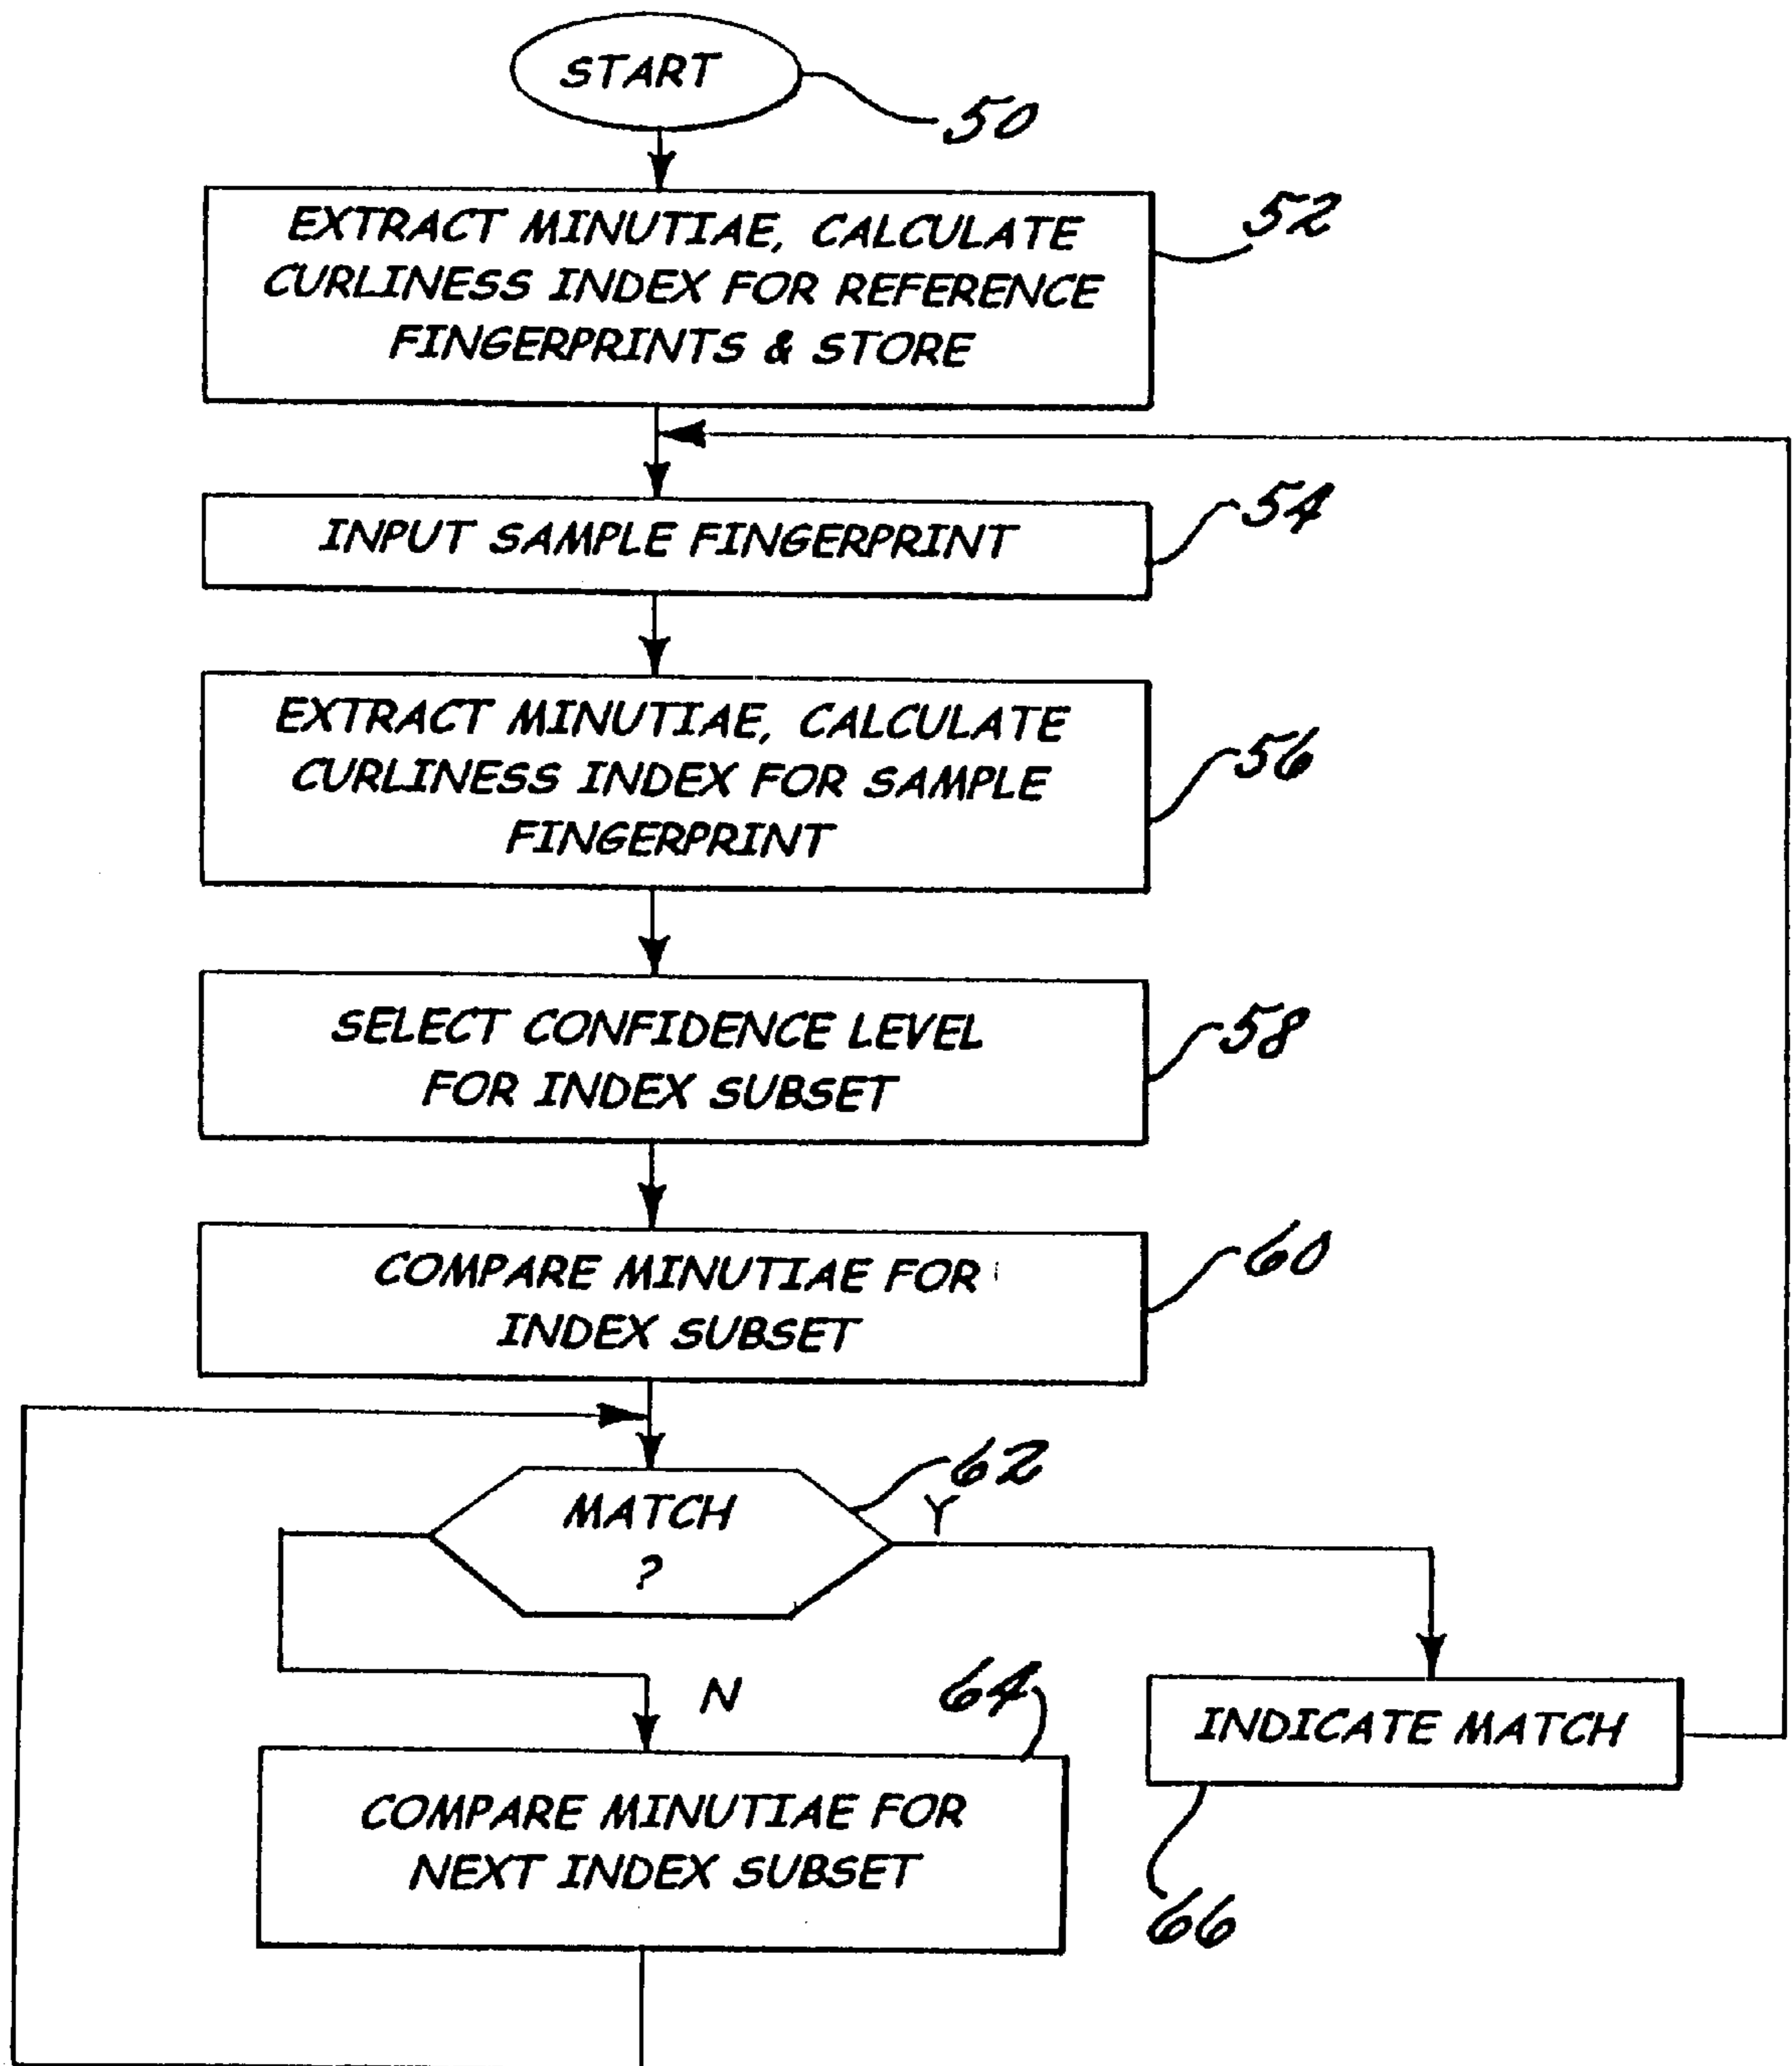 START
50
EXTRACT MINUTIAE, CALCULATE
CURLINESS INDEX FOR REFERENCE
FINGERPRINTS & STORE
52
INPUT SAMPLE FINGERPRINT
54
EXTRACT MINUTIAE, CALCULATE
CURLINESS INDEX FOR SAMPLE
FINGERPRINT
56
SELECT CONFIDENCE LEVEL
FOR INDEX SUBSET
58
COMPARE MINUTIAE FOR
INDEX SUBSET
60
MATCH
?
62
Y
N
64
COMPARE MINUTIAE FOR
NEXT INDEX SUBSET
INDICATE MATCH
66